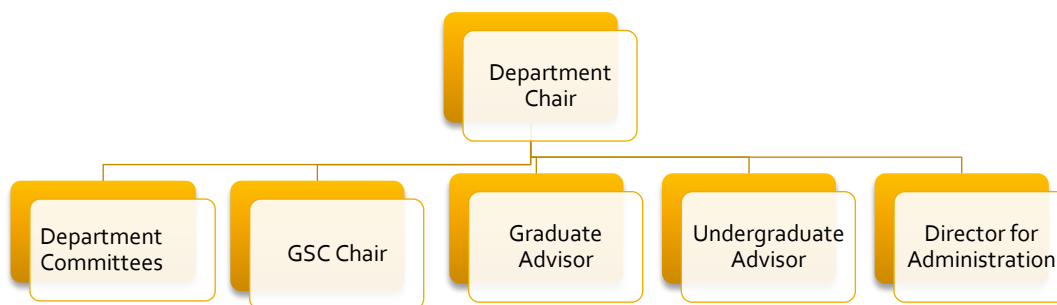 Department
Chair
Department
Committees
GSC Chair
Graduate
Advisor
Undergraduate
Advisor
Director for
Administration